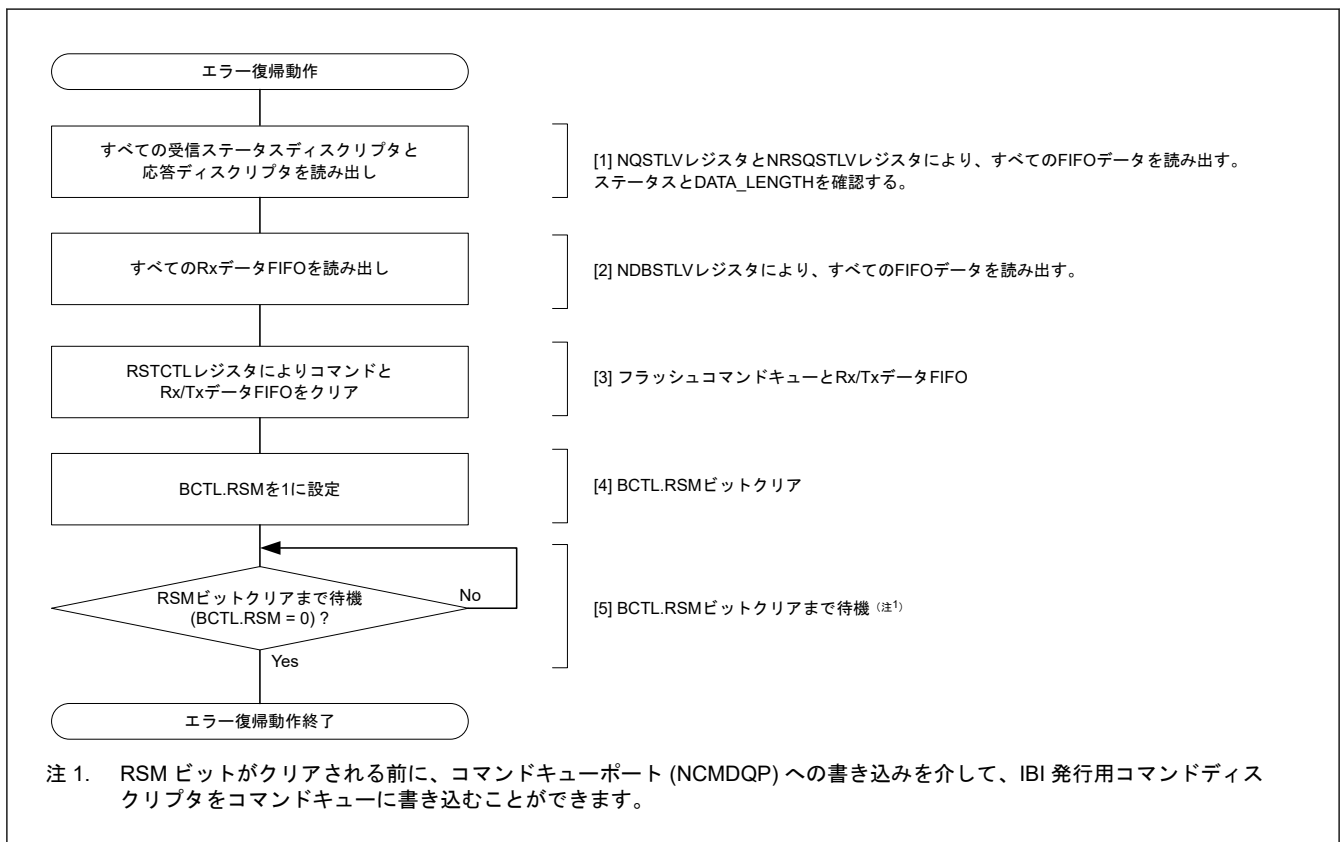 エラー復帰動作
すべての受信ステータスディスクリプタと
応答ディスクリプタを読み出し
[1] NQSTLVレジスタとNRSQSTLVレジスタにより、すべてのFIFOデータを読み出す。
ステータスとDATA_LENGTHを確認する。
すべてのRxデータFIFOを読み出し
[2] NDBSTLVレジスタにより、すべてのFIFOデータを読み出す。
RSTCTLレジスタによりコマンドと
Rx/TxデータFIFOをクリア
[3] フラッシュコマンドキューとRx/TxデータFIFO
BCTL.RSMを1に設定
[4] BCTL.RSMビットクリア
RSMビットクリアまで待機
(BCTL.RSM = 0) ?
No
[5] BCTL.RSMビットクリアまで待機 (注1)
Yes
エラー復帰動作終了
注 1. RSM ビットがクリアされる前に、コマンドキューポート (NCMDQP) への書き込みを介して、IBI 発行用コマンドディス
クリプタをコマンドキューに書き込むことができます。